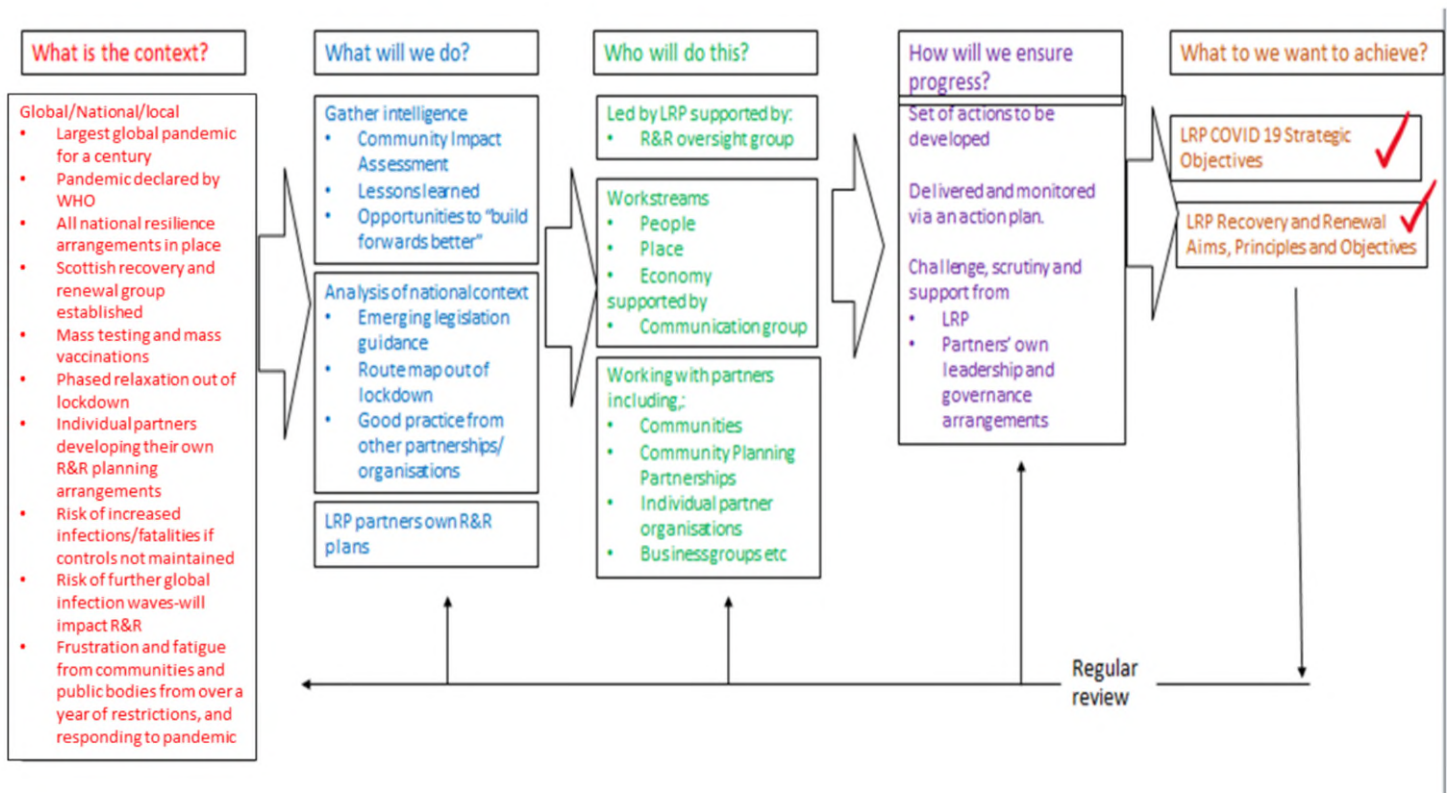 What is the context?
Global/National/local
• Largest global pandemic
for a century
• Pandemic declared by
WHO
• All national resilience
arrangements in place
• Scottish recovery and
renewal group
established
• Mass testing and mass
vaccinations
• Phased relaxation out of
lockdown
• Individual partners
developing their own
R&R planning
arrangements
• Risk of increased
infections/fatalities if
controls not maintained
• Risk of further global
infection waves-will
impact R&R
• Frustration and fatigue
from communities and
public bodies from over a
year of restrictions, and
responding to pandemic
What will we do?
Gather intelligence
• Community Impact
Assessment
• Lessons learned
• Opportunities to “build
forwards better”
Analysis of national context
• Emerging legislation
guidance
• Route map out of
lockdown
• Good practice from
other partnerships/
organisations
LRP partners own R&R
plans
Who will do this?
Led by LRP supported by:
• R&R oversight group
Workstreams
• People
• Place
• Economy
supported by
• Communication group
Working with partners
including,:
• Communities
• Community Planning
Partnerships
• Individual partner
organisations
• Business groups etc
How will we ensure
progress?
Set of actions to be
developed
Delivered and monitored
via an action plan.
Challenge, scrutiny and
support from
• LRP
• Partners’ own
leadership and
governance
arrangements
What to we want to achieve?
LRP COVID 19 Strategic
Objectives
LRP Recovery and Renewal
Aims, Principles and Objectives
Regular
review